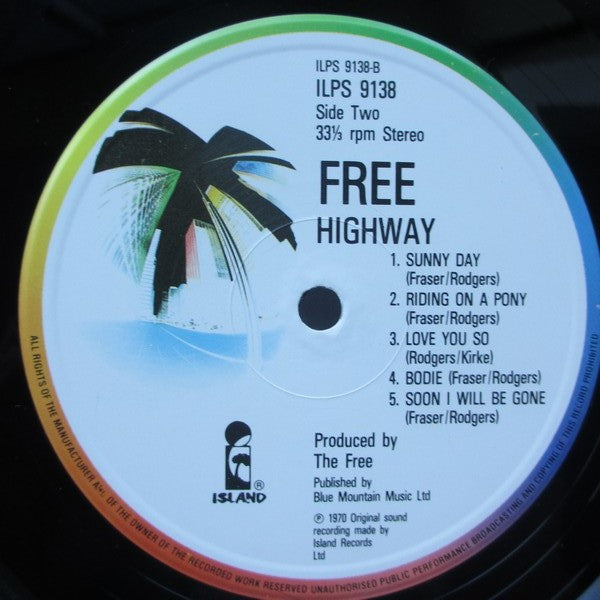 ILPS 9138-B
ILPS 9138
Side Two
33⅓ rpm Stereo
FREE
HIGHWAY
1. SUNNY DAY
(Fraser/Rodgers)
2. RIDING ON A PONY
(Fraser/Rodgers)
3. LOVE YOU SO
(Rodgers/Kirke)
4. BODIE (Fraser/Rodgers)
5. SOON I WILL BE GONE
(Fraser/Rodgers)
Produced by
The Free
Published by
Blue Mountain Music Ltd
℗ 1970 Original sound
recording made by
Island Records
Ltd
ISLAND ®
ALL RIGHTS OF THE MANUFACTURER AND OF THE OWNER OF THE RECORDED WORK RESERVED UNAUTHORISED PUBLIC PERFORMANCE BROADCASTING AND COPYING OF THIS RECORD PROHIBITED